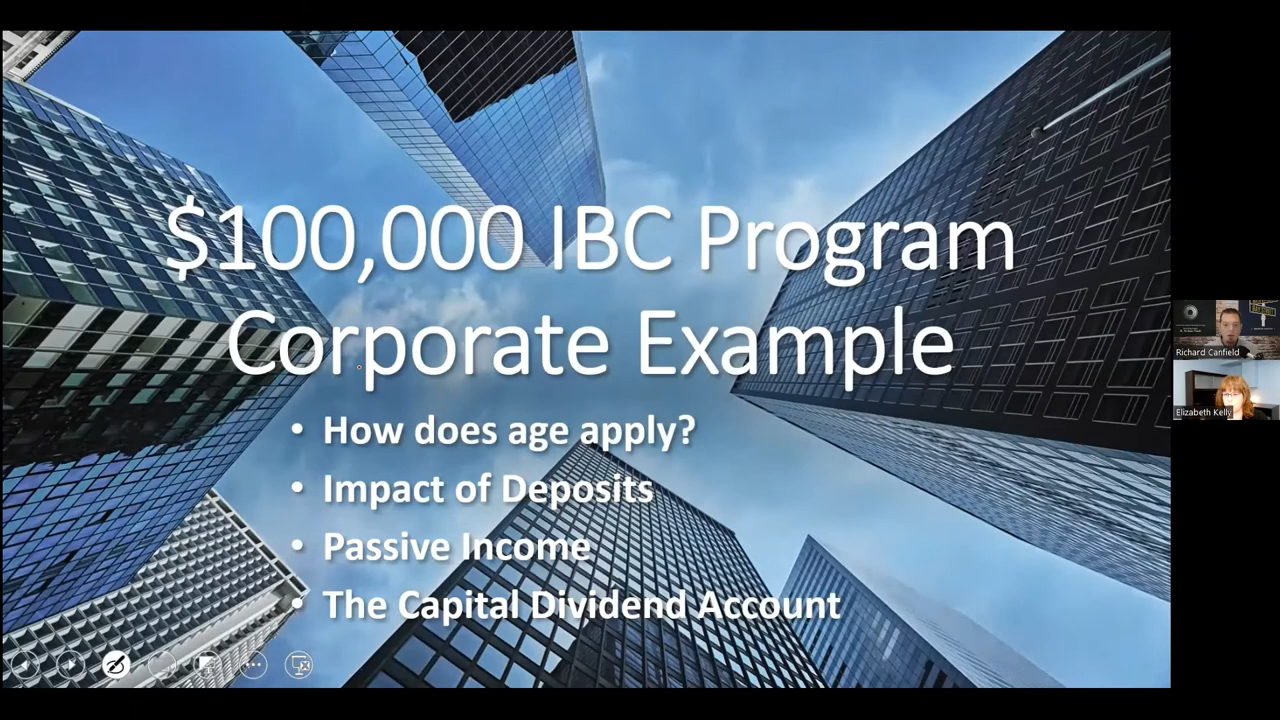 $100,000 IBC Program
Corporate Example
• How does age apply?
• Impact of Deposits
• Passive Income
• The Capital Dividend Account
Richard Canfield
Elizabeth Kelly